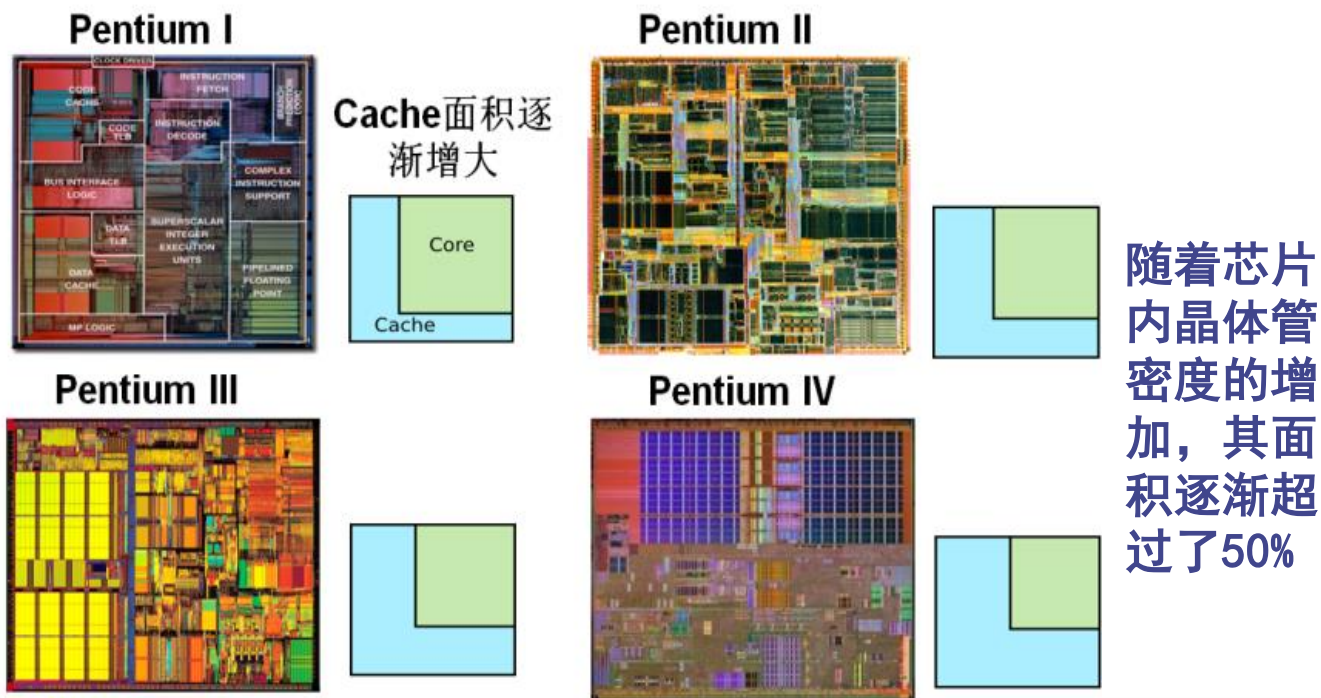 Pentium I
CLOCK DRIVER
CODE
CACHE
INSTRUCTION
FETCH
BRANCH
PREDICTION
LOGIC
CODE
TLB
INSTRUCTION
DECODE
BUS INTERFACE
LOGIC
COMPLEX
INSTRUCTION
SUPPORT
DATA
TLB
SUPERSCALAR
INTEGER
EXECUTION
UNITS
DATA
CACHE
PIPELINED
FLOATING
POINT
MP LOGIC
Cache面积逐
渐增大
Core
Cache
Pentium II
Pentium III
Pentium IV
随着芯片
内晶体管
密度的增
加，其面
积逐渐超
过了50%